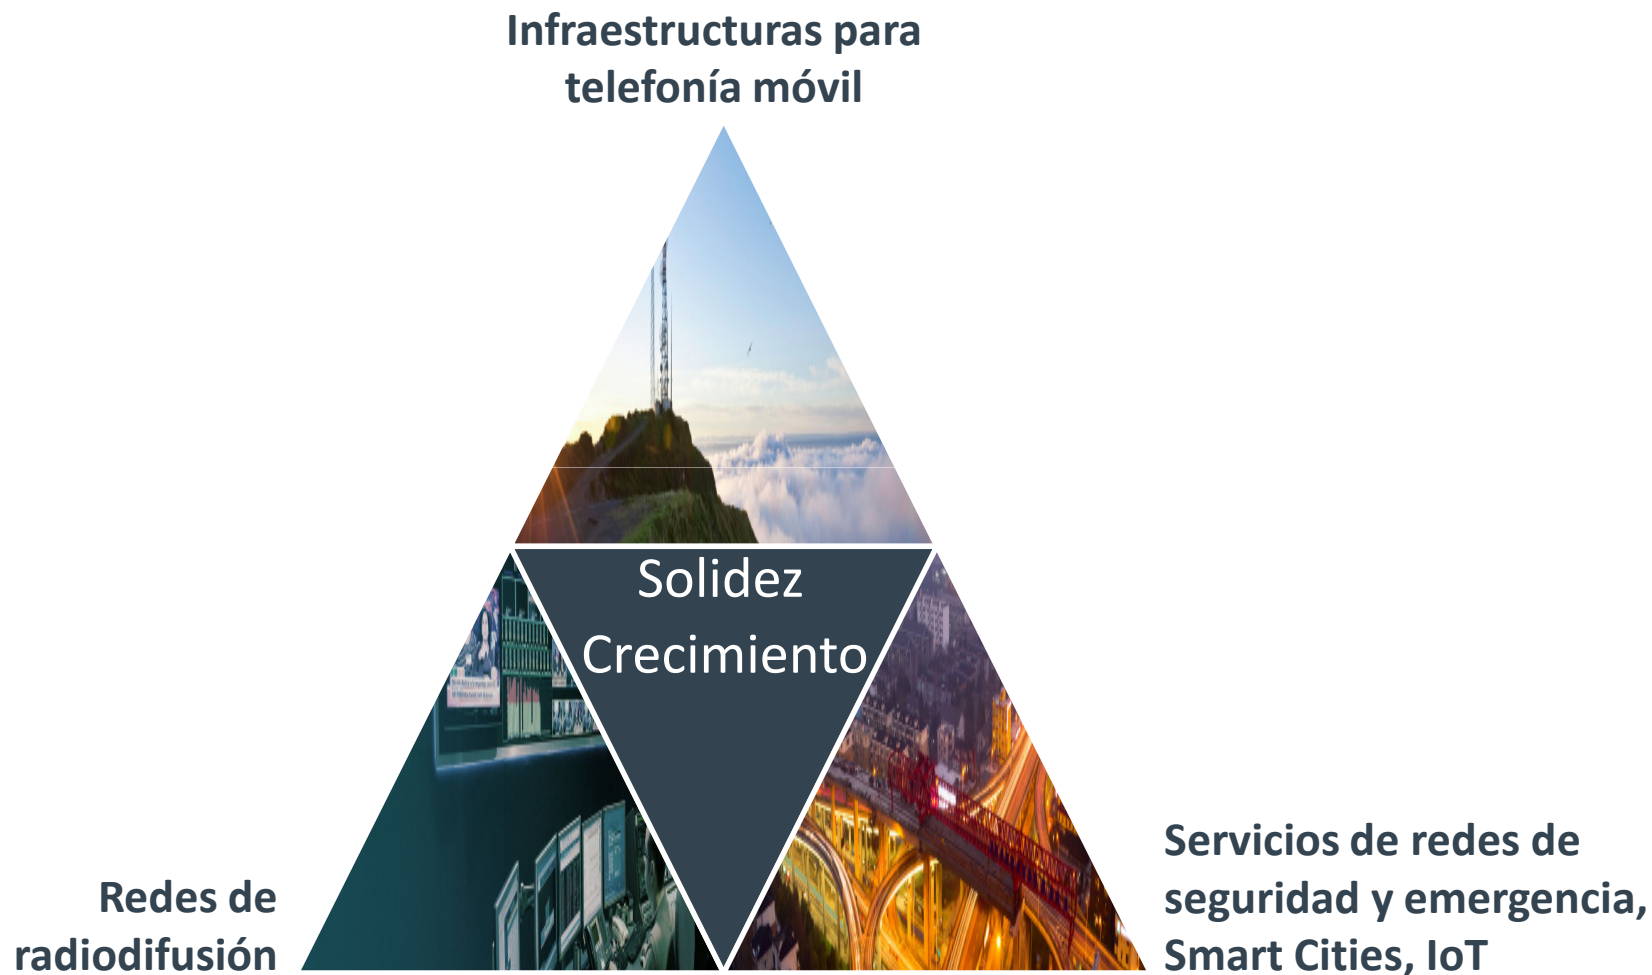 Infraestructuras para
telefonía móvil
Solidez
Crecimiento
Redes de
radiodifusión
Servicios de redes de
seguridad y emergencia,
Smart Cities, IoT